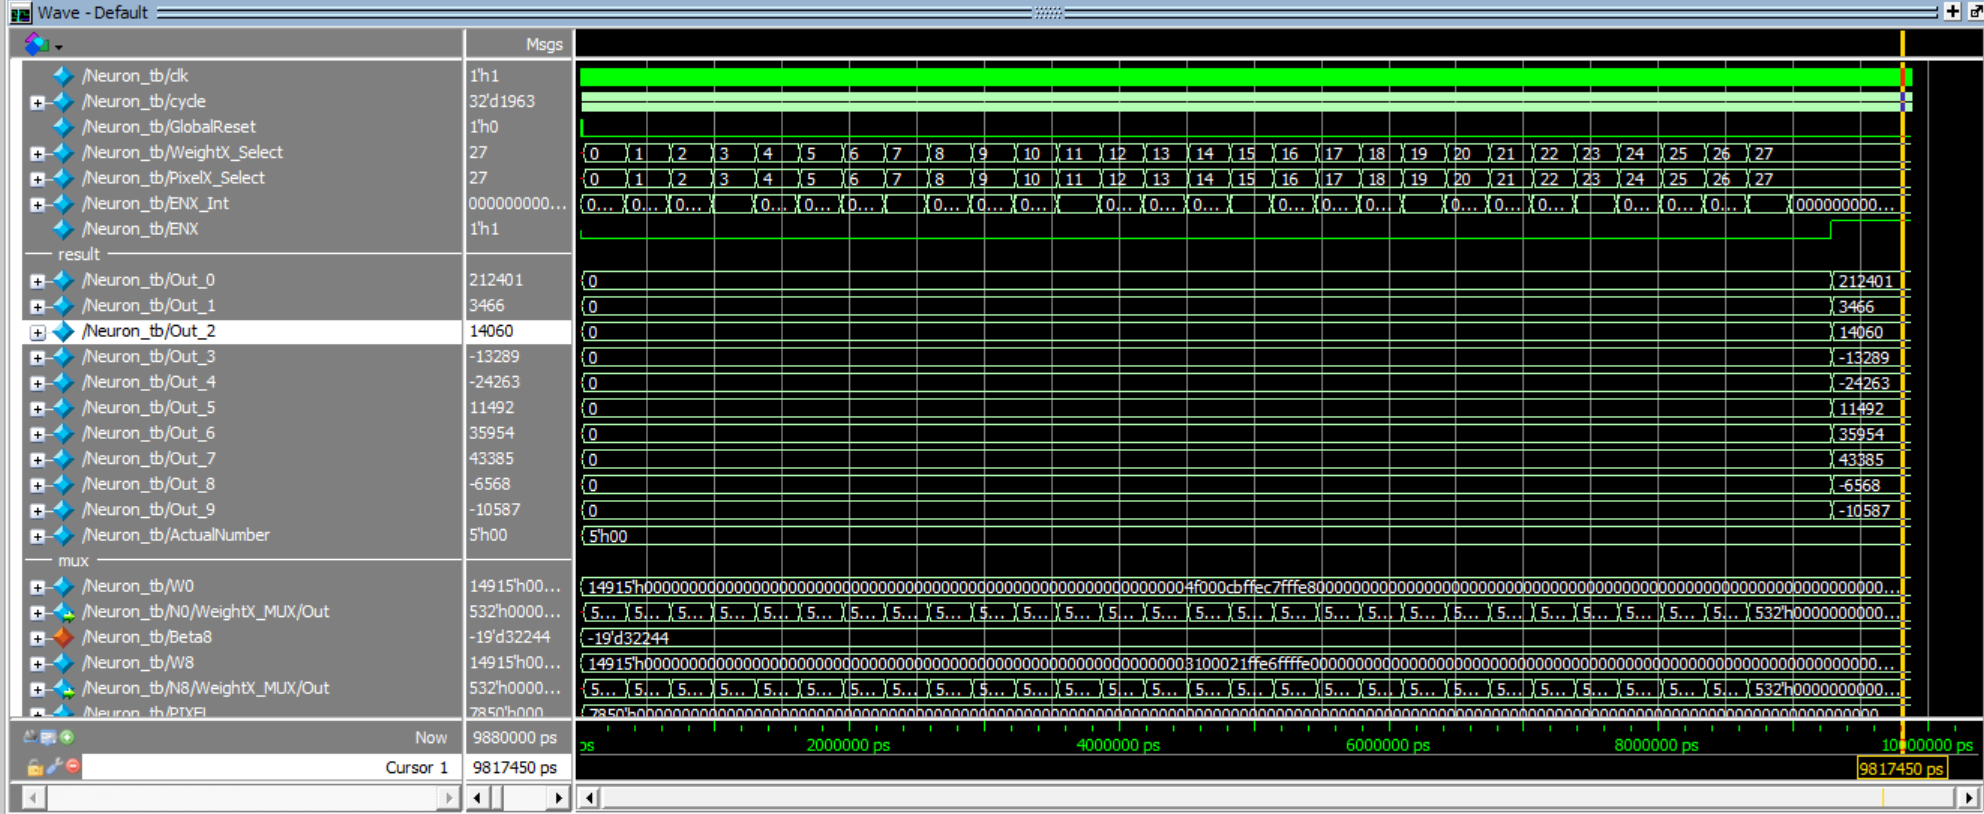 Wave - Default
Msgs
/Neuron_tb/clk 1'h1
/Neuron_tb/cycle 32'd1963
/Neuron_tb/GlobalReset 1'h0
/Neuron_tb/WeightX_Select 27 0 1 2 3 4 5 6 7 8 9 10 11 12 13 14 15 16 17 18 19 20 21 22 23 24 25 26 27
/Neuron_tb/PixelX_Select 27 0 1 2 3 4 5 6 7 8 9 10 11 12 13 14 15 16 17 18 19 20 21 22 23 24 25 26 27
/Neuron_tb/ENX_Int 000000000... 0... 0... 0... 0... 0... 0... 0... 0... 0... 0... 0... 0... 0... 0... 0... 0... 0... 0... 0... 0... 0... 000000000...
/Neuron_tb/ENX 1'h1
result
/Neuron_tb/Out_0 212401 0 212401
/Neuron_tb/Out_1 3466 0 3466
/Neuron_tb/Out_2 14060 0 14060
/Neuron_tb/Out_3 -13289 0 -13289
/Neuron_tb/Out_4 -24263 0 -24263
/Neuron_tb/Out_5 11492 0 11492
/Neuron_tb/Out_6 35954 0 35954
/Neuron_tb/Out_7 43385 0 43385
/Neuron_tb/Out_8 -6568 0 -6568
/Neuron_tb/Out_9 -10587 0 -10587
/Neuron_tb/ActualNumber 5'h00 5'h00
mux
/Neuron_tb/W0 14915'h00...
/Neuron_tb/N0/WeightX_MUX/Out 532'h0000... 5... 5... 5... 5... 5... 5... 5... 5... 5... 5... 5... 5... 5... 5... 5... 5... 5... 5... 5... 5... 5... 5... 5... 5... 5... 5... 5... 532'h0000000000...
/Neuron_tb/Beta8 -19'd32244 -19'd32244
/Neuron_tb/W8 14915'h00...
/Neuron_tb/N8/WeightX_MUX/Out 532'h0000... 5... 5... 5... 5... 5... 5... 5... 5... 5... 5... 5... 5... 5... 5... 5... 5... 5... 5... 5... 5... 5... 5... 5... 5... 5... 5... 5... 532'h0000000000...
/Neuron_tb/PIXEL 7850'h000
Now 9880000 ps
ps 2000000 ps 4000000 ps 6000000 ps 8000000 ps
Cursor 1 9817450 ps 9817450 ps